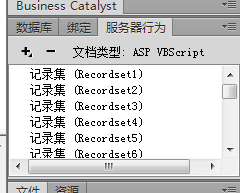 Business Catalyst
数据库 绑定 服务器行为
文档类型: ASP VBScript
记录集 (Recordset1)
记录集 (Recordset2)
记录集 (Recordset3)
记录集 (Recordset4)
记录集 (Recordset5)
记录集 (Recordset6)
文件 资源